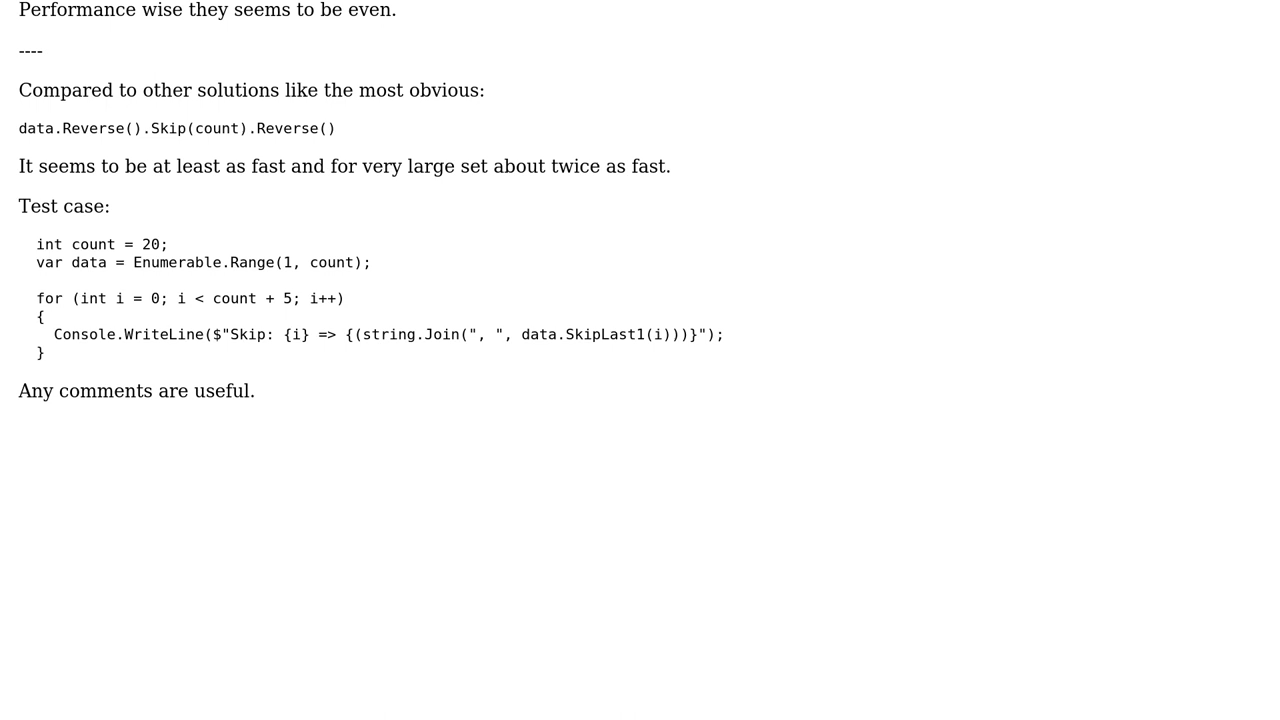 Performance wise they seems to be even.
----
Compared to other solutions like the most obvious:
data.Reverse().Skip(count).Reverse()
It seems to be at least as fast and for very large set about twice as fast.
Test case:
int count = 20;
var data = Enumerable.Range(1, count);
for (int i = 0; i < count + 5; i++)
{
Console.WriteLine($"Skip: {i} => {(string.Join(", ", data.SkipLast1(i)))}");
}
Any comments are useful.